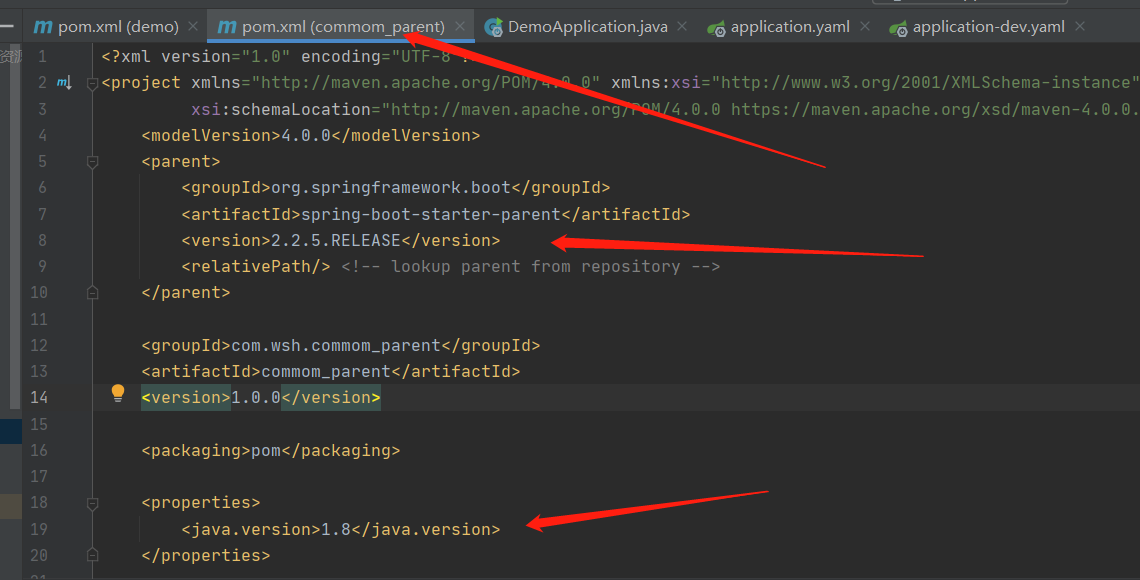 pom.xml (demo)
pom.xml (commom_parent)
DemoApplication.java
application.yaml
application-dev.yaml
资源
1 <?xml version="1.0" encoding="UTF-8"
2 <project xmlns="http://maven.apache.org/POM/4.0.0" xmlns:xsi="http://www.w3.org/2001/XMLSchema-instance"
3 xsi:schemaLocation="http://maven.apache.org/POM/4.0.0 https://maven.apache.org/xsd/maven-4.0.0.
4 <modelVersion>4.0.0</modelVersion>
5 <parent>
6 <groupId>org.springframework.boot</groupId>
7 <artifactId>spring-boot-starter-parent</artifactId>
8 <version>2.2.5.RELEASE</version>
9 <relativePath/> <!-- lookup parent from repository -->
10 </parent>
11
12 <groupId>com.wsh.commom_parent</groupId>
13 <artifactId>commom_parent</artifactId>
14 <version>1.0.0</version>
15
16 <packaging>pom</packaging>
17
18 <properties>
19 <java.version>1.8</java.version>
20 </properties>